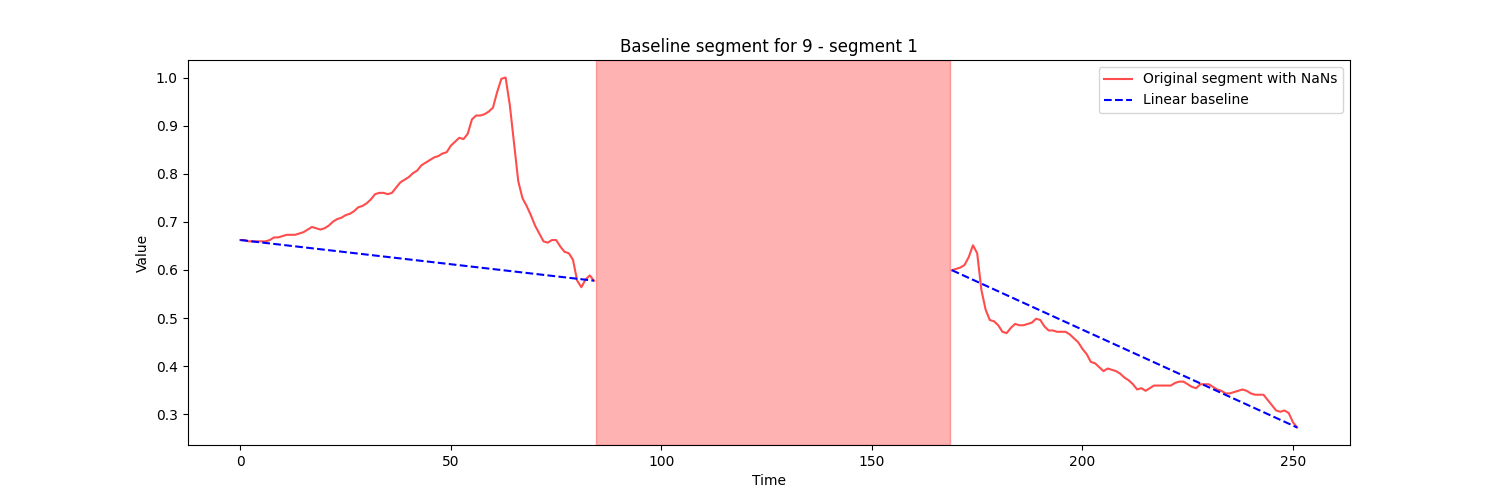 Baseline segment for 9 - segment 1
Original segment with NaNs
Linear baseline
Value
1.0
0.9
0.8
0.7
0.6
0.5
0.4
0.3
0 50 100 150 200 250
Time